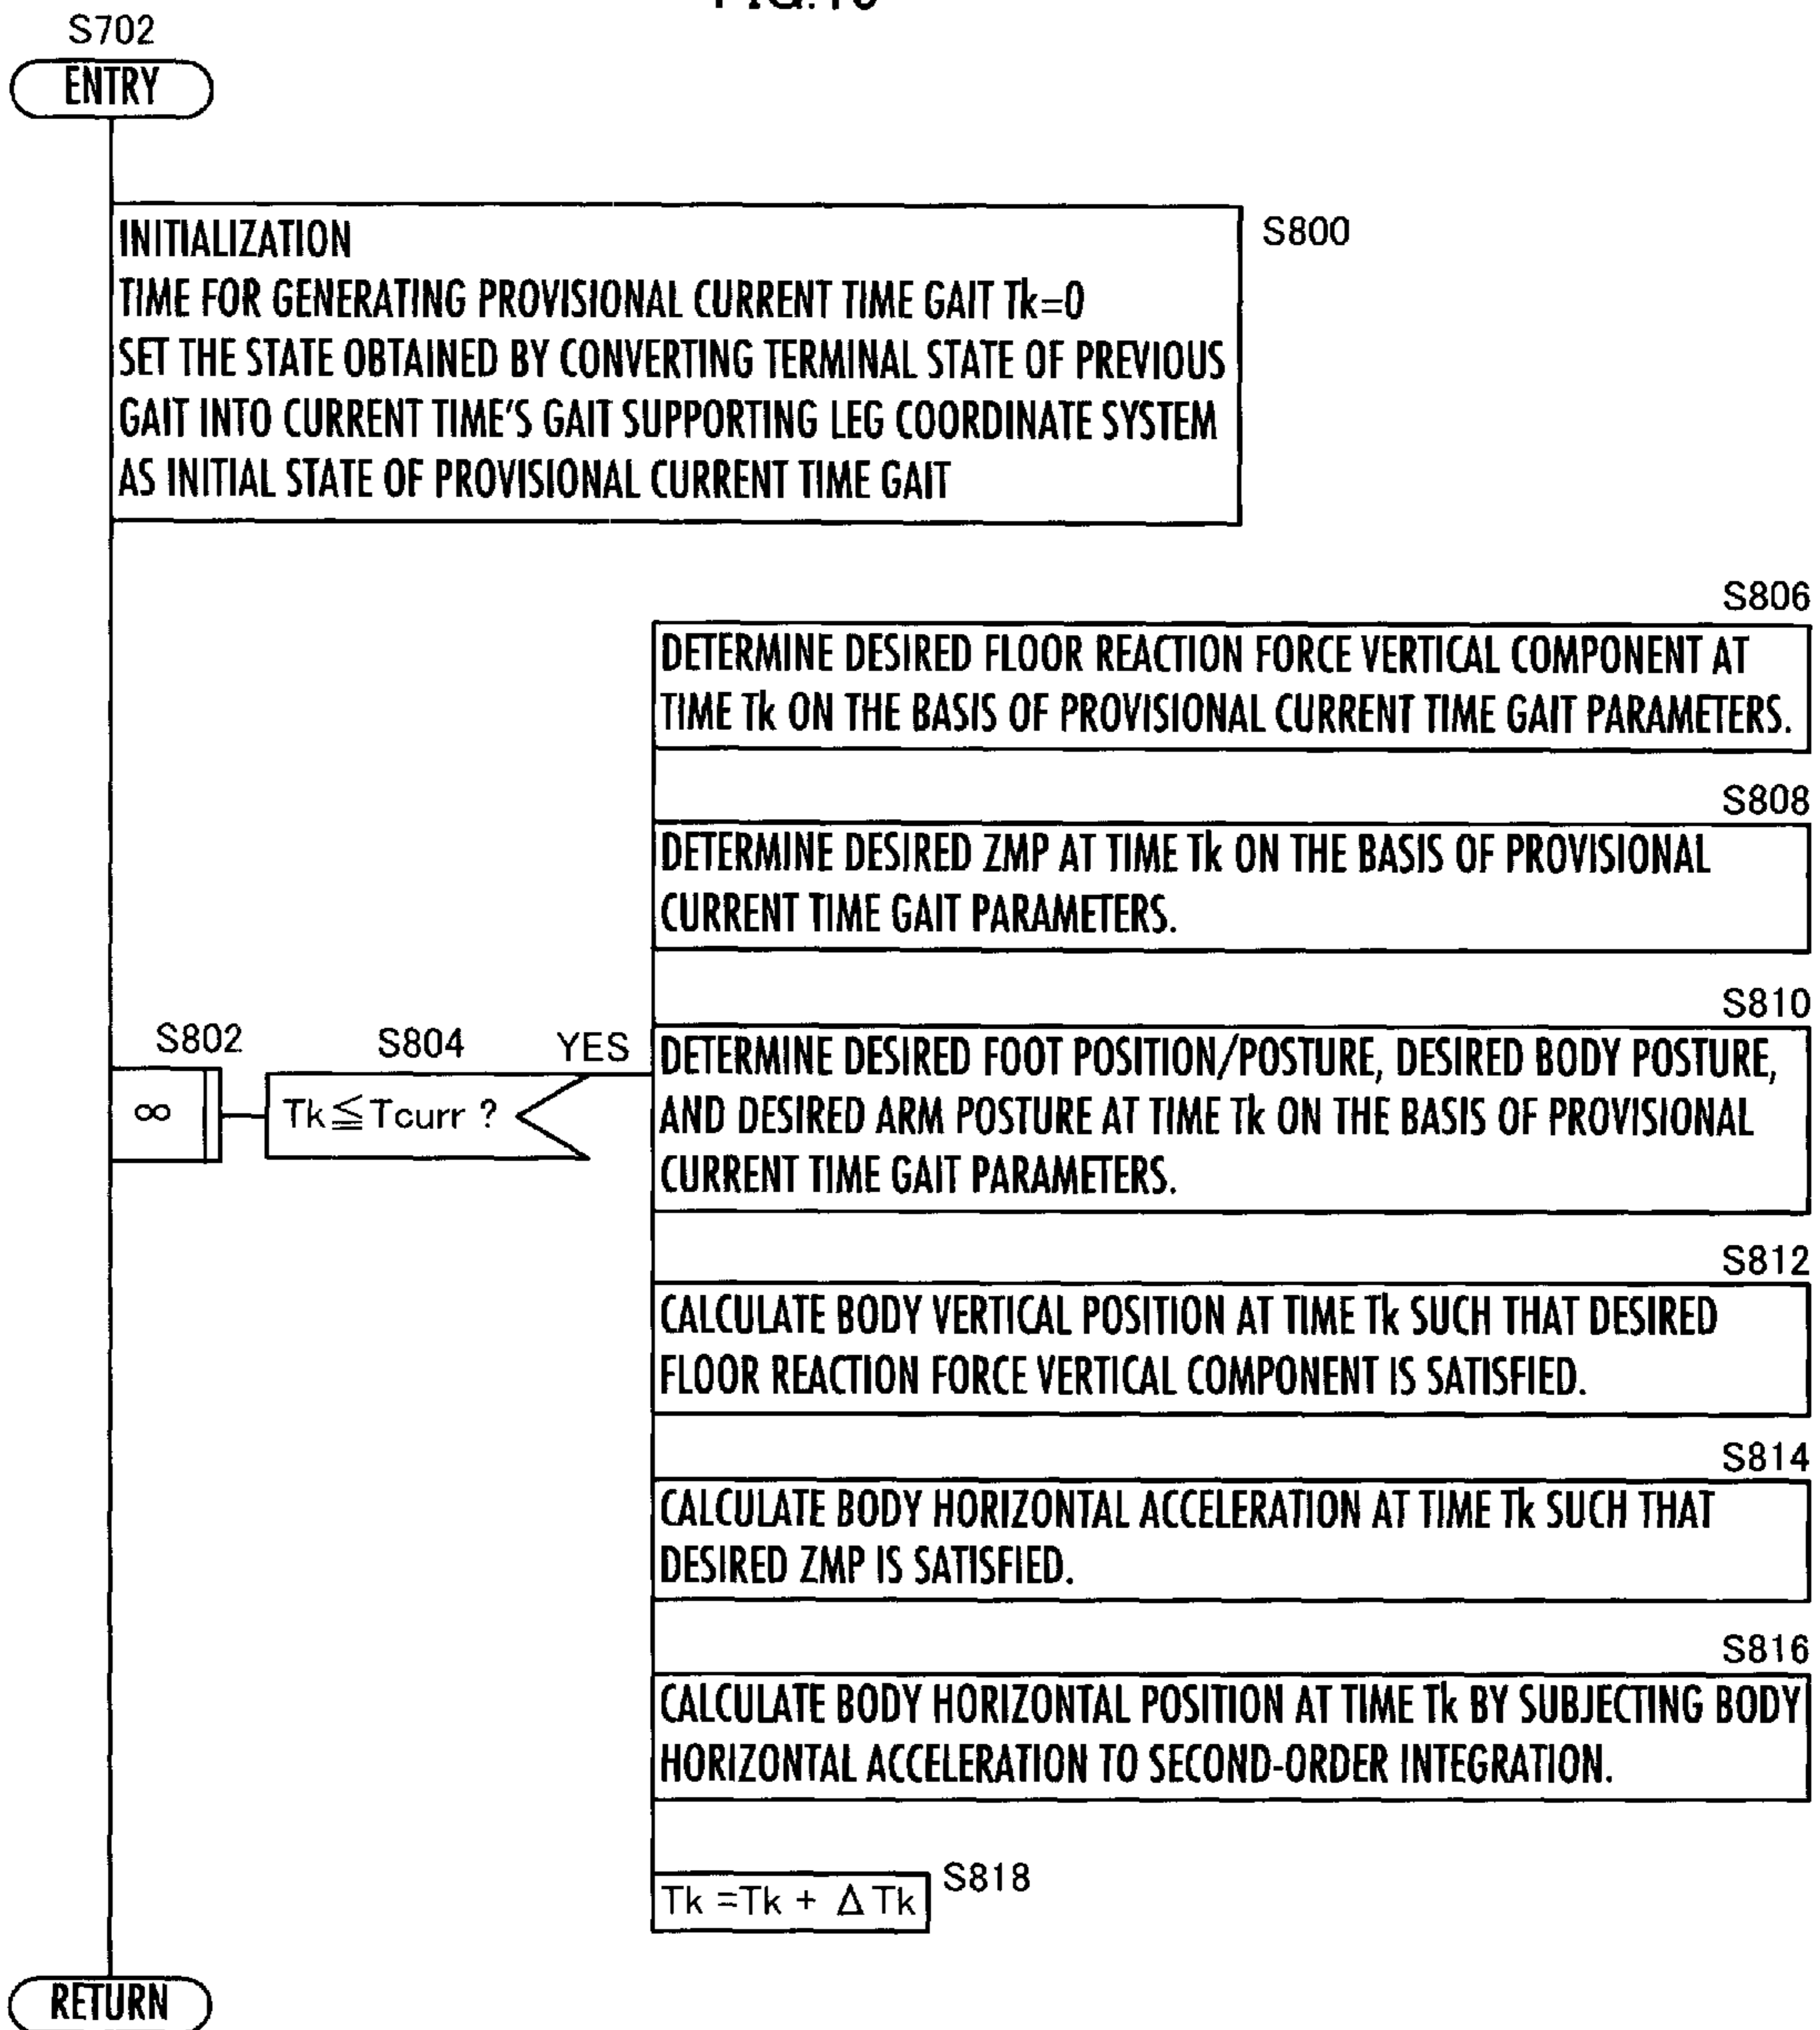 S702
ENTRY
INITIALIZATION
TIME FOR GENERATING PROVISIONAL CURRENT TIME GAIT Tk=0
SET THE STATE OBTAINED BY CONVERTING TERMINAL STATE OF PREVIOUS
GAIT INTO CURRENT TIME'S GAIT SUPPORTING LEG COORDINATE SYSTEM
AS INITIAL STATE OF PROVISIONAL CURRENT TIME GAIT
S800
S802
∞
S804
Tk≦Tcurr ?
YES
S806
DETERMINE DESIRED FLOOR REACTION FORCE VERTICAL COMPONENT AT
TIME Tk ON THE BASIS OF PROVISIONAL CURRENT TIME GAIT PARAMETERS.
S808
DETERMINE DESIRED ZMP AT TIME Tk ON THE BASIS OF PROVISIONAL
CURRENT TIME GAIT PARAMETERS.
S810
DETERMINE DESIRED FOOT POSITION/POSTURE, DESIRED BODY POSTURE,
AND DESIRED ARM POSTURE AT TIME Tk ON THE BASIS OF PROVISIONAL
CURRENT TIME GAIT PARAMETERS.
S812
CALCULATE BODY VERTICAL POSITION AT TIME Tk SUCH THAT DESIRED
FLOOR REACTION FORCE VERTICAL COMPONENT IS SATISFIED.
S814
CALCULATE BODY HORIZONTAL ACCELERATION AT TIME Tk SUCH THAT
DESIRED ZMP IS SATISFIED.
S816
CALCULATE BODY HORIZONTAL POSITION AT TIME Tk BY SUBJECTING BODY
HORIZONTAL ACCELERATION TO SECOND-ORDER INTEGRATION.
S818
Tk =Tk + Δ Tk
RETURN